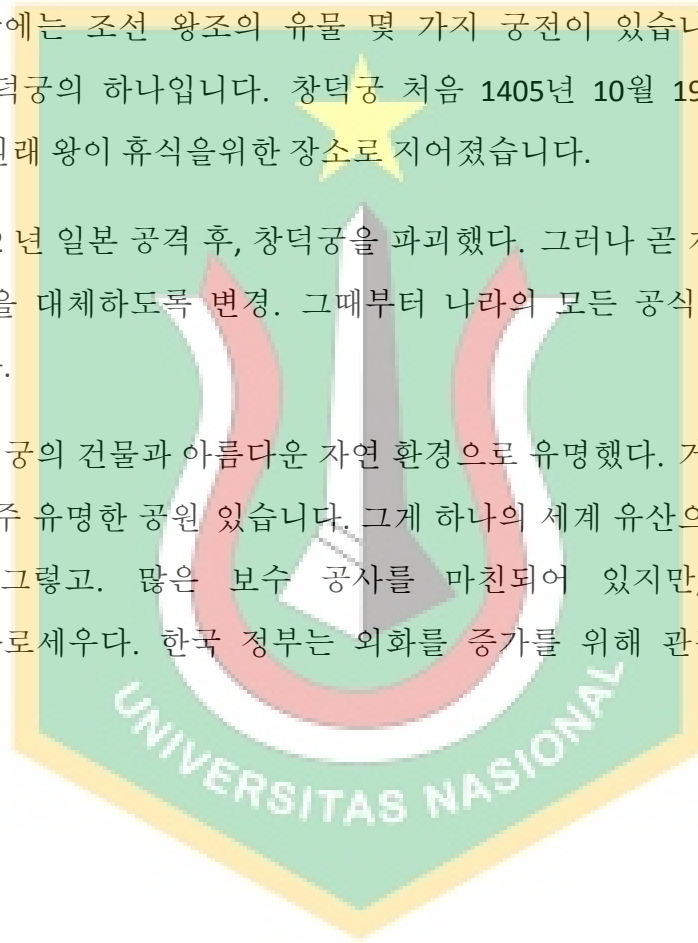 에는 조선 왕조의 유물 몇 가지 궁전이 있습니
덕궁의 하나입니다. 창덕궁 처음 1405년 10월 19
래 왕이 휴식을위한 장소로 지어졌습니다.
년 일본 공격 후, 창덕궁을 파괴했다. 그러나 곧
을 대체하도록 변경. 그때부터 나라의 모든 공식
.
궁의 건물과 아름다운 자연 환경으로 유명했다.
주 유명한 공원 있습니다. 그게 하나의 세계 유산으
그렇고. 많은 보수 공사를 마친되어 있지만,
로세우다. 한국 정부는 외화를 증가를 위해 관
UNIVERSITAS NASIONAL